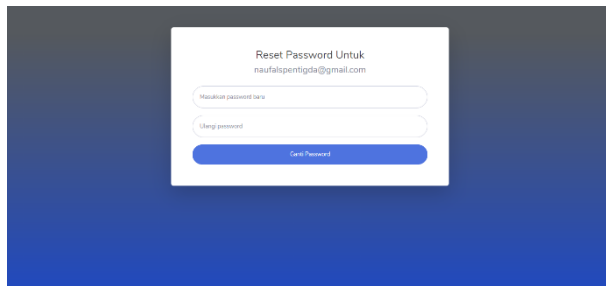 Reset Password Untuk
naufalspentigda@gmail.com
Masukkan password baru
Ulangi password
Ganti Password